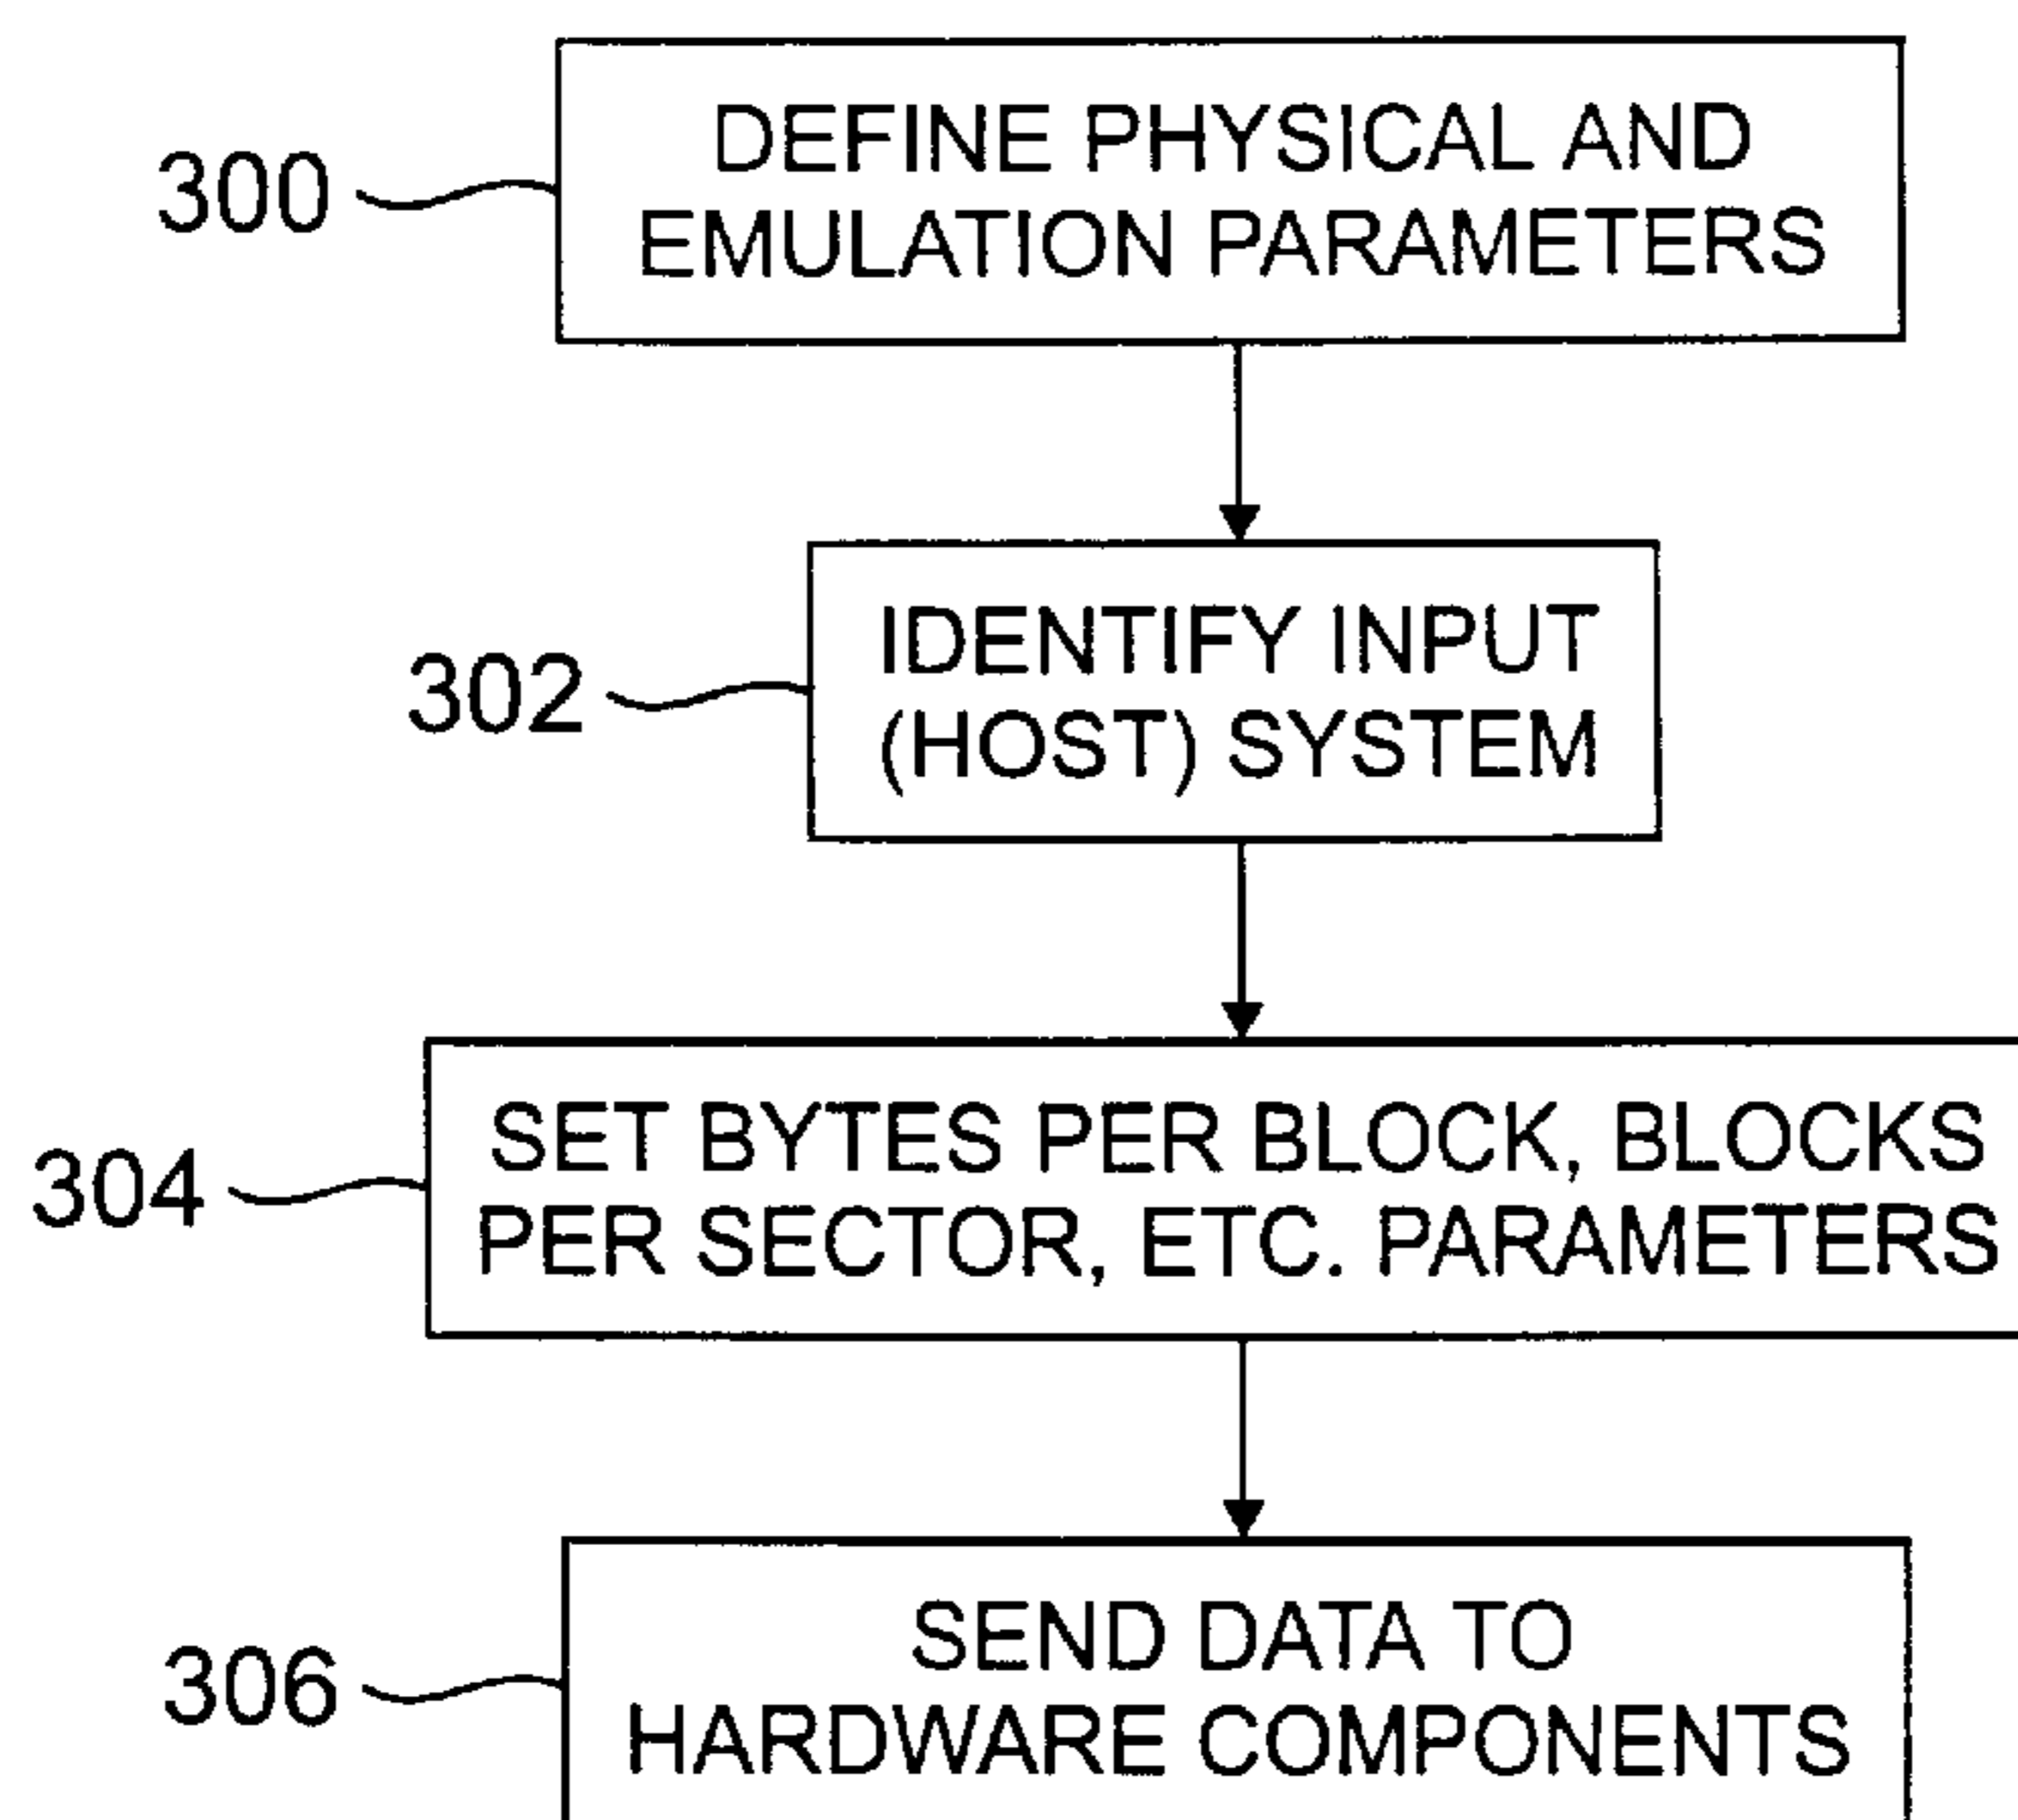 300
DEFINE PHYSICAL AND
EMULATION PARAMETERS
302
IDENTIFY INPUT
(HOST) SYSTEM
304
SET BYTES PER BLOCK, BLOCKS
PER SECTOR, ETC. PARAMETERS
306
SEND DATA TO
HARDWARE COMPONENTS